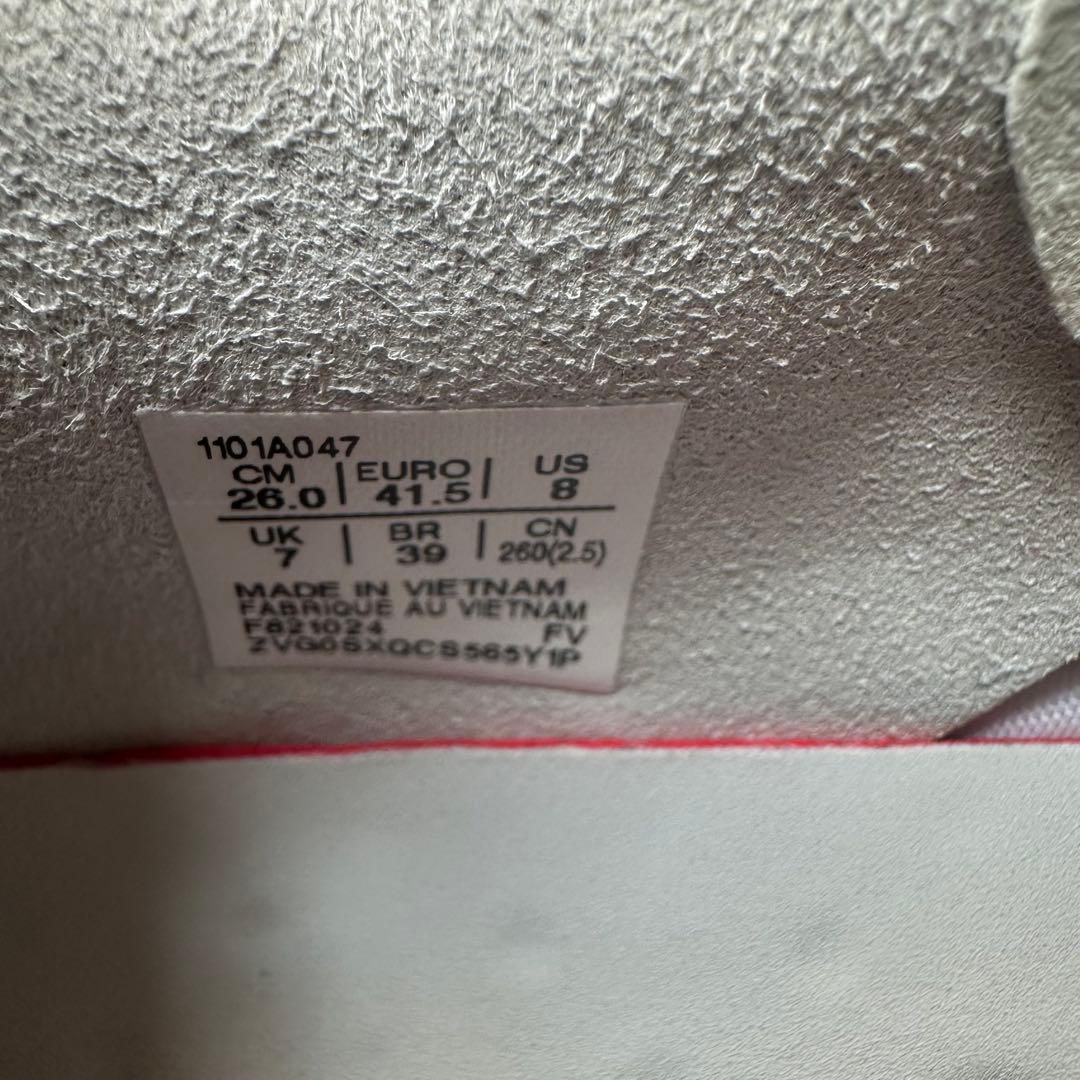 1101A047
CM | EURO | US
26.0 | 41.5 | 8
UK | BR | CN
7 | 39 | 260(2.5)
MADE IN VIETNAM
FABRIQUE AU VIETNAM
F821024 FV
ZVG0SXQCS565Y1P